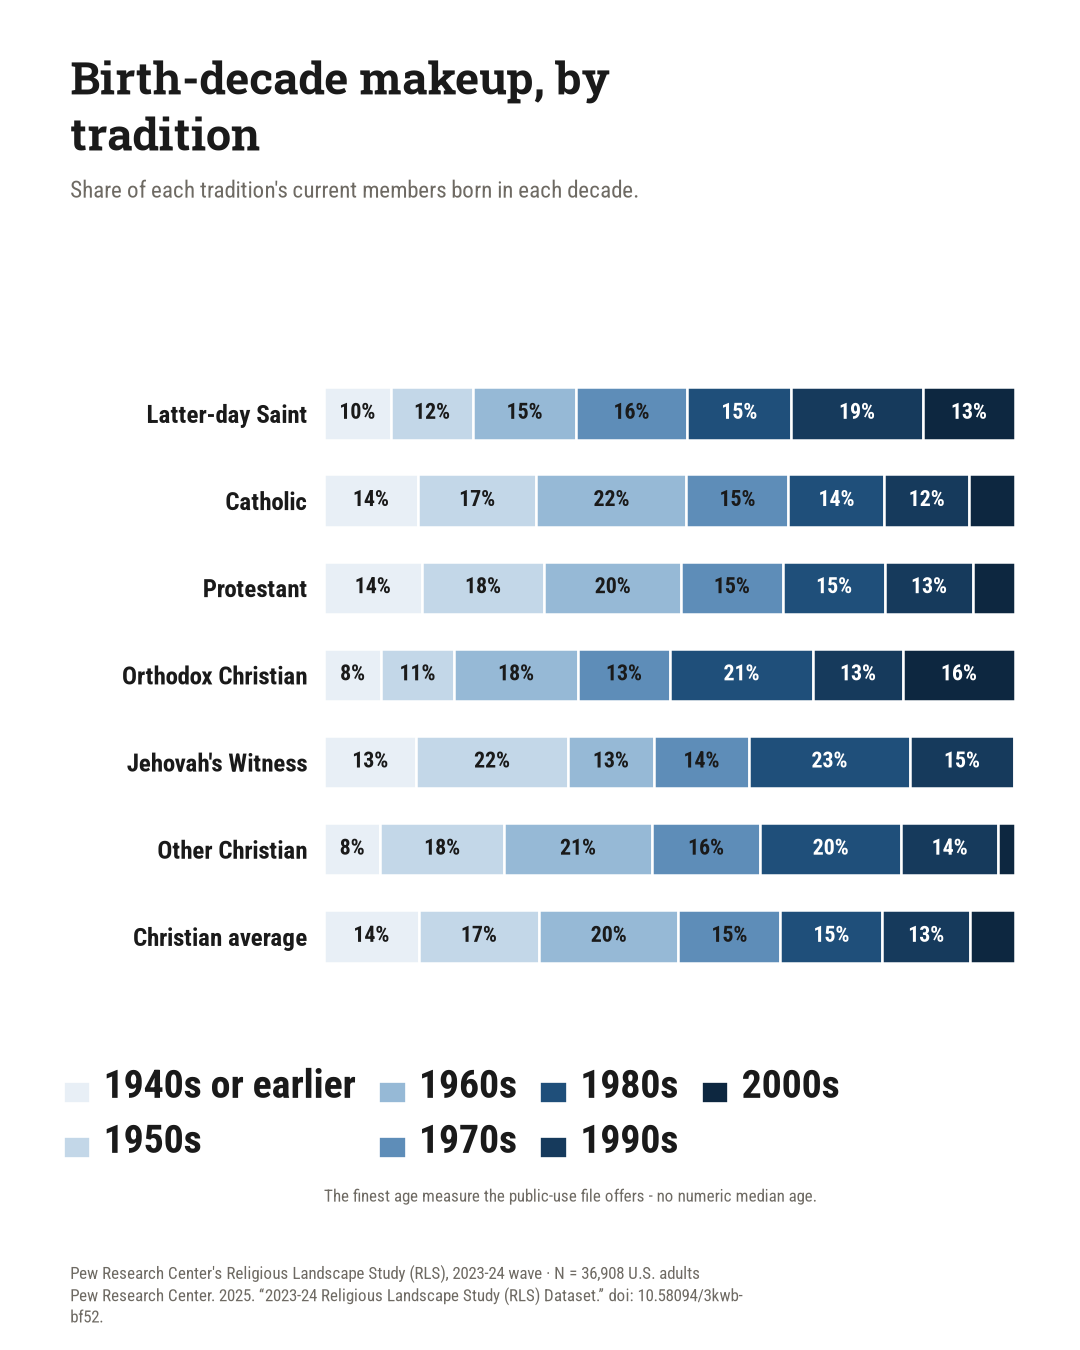 Birth-decade makeup, by
tradition
Share of each tradition's current members born in each decade.
Latter-day Saint 10% 12% 15% 16% 15% 19% 13%
Catholic 14% 17% 22% 15% 14% 12%
Protestant 14% 18% 20% 15% 15% 13%
Orthodox Christian 8% 11% 18% 13% 21% 13% 16%
Jehovah's Witness 13% 22% 13% 14% 23% 15%
Other Christian 8% 18% 21% 16% 20% 14%
Christian average 14% 17% 20% 15% 15% 13%
1940s or earlier 1960s 1980s 2000s
1950s 1970s 1990s
The finest age measure the public-use file offers - no numeric median age.
Pew Research Center's Religious Landscape Study (RLS), 2023-24 wave · N = 36,908 U.S. adults
Pew Research Center. 2025. “2023-24 Religious Landscape Study (RLS) Dataset.” doi: 10.58094/3kwb-
bf52.